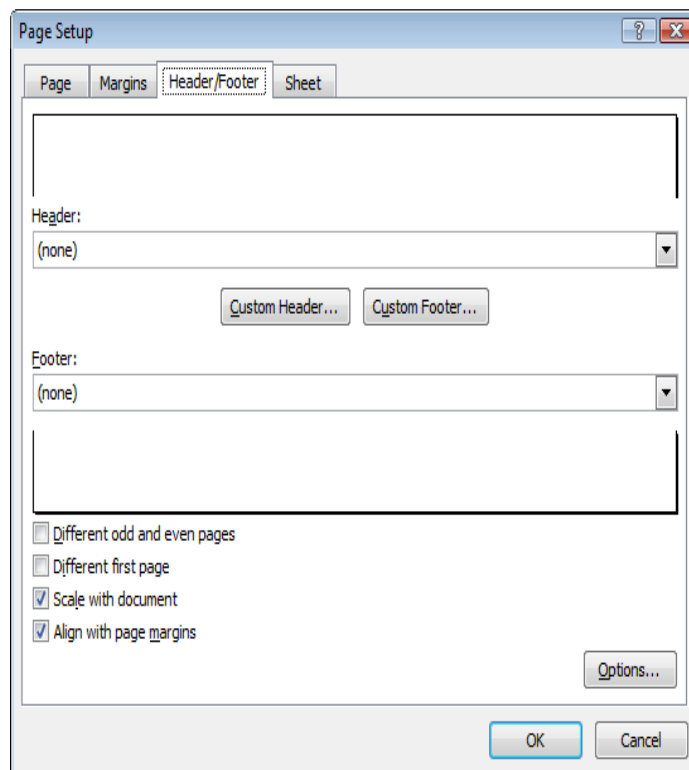 Page Setup
Page Margins Header/Footer Sheet
Header:
(none)
Custom Header... Custom Footer...
Footer:
(none)
Different odd and even pages
Different first page
Scale with document
Align with page margins
Options...
OK Cancel